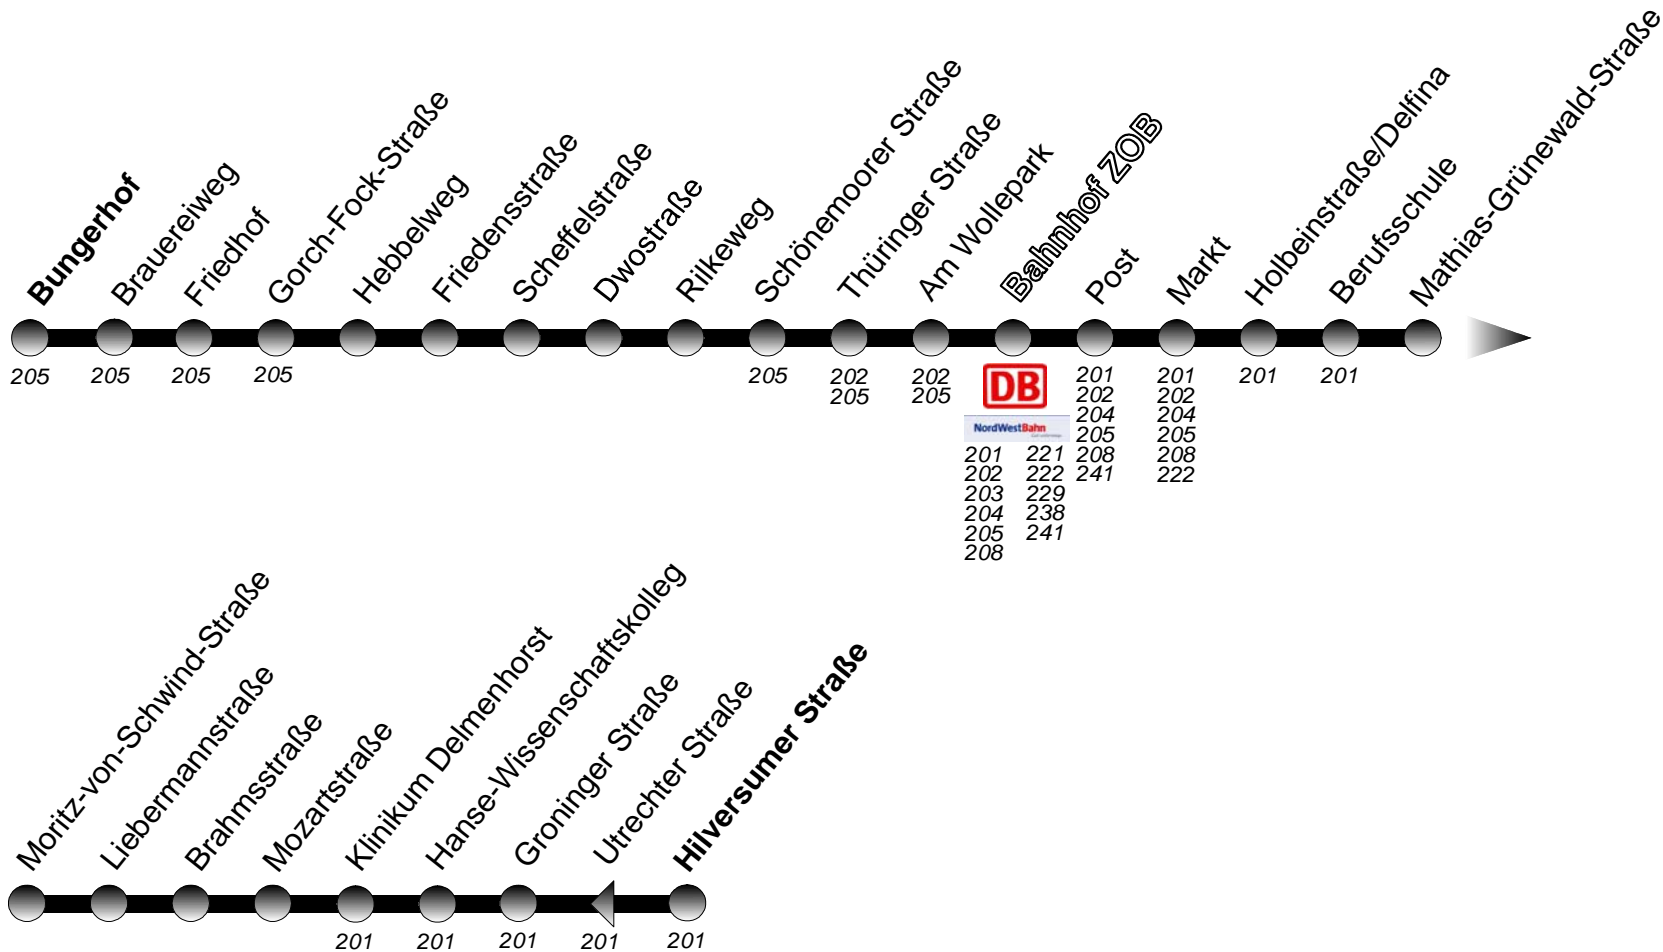 Bungerhof
Brauereiweg
Friedhof
Gorch-Fock-Straße
Hebbelweg
Friedensstraße
Scheffelstraße
Dwostraße
Rilkeweg
Schönemoorer Straße
Thüringer Straße
Am Wollepark
Bahnhof ZOB
Post
Markt
Holbeinstraße/Delfina
Berufsschule
Mathias-Grünewald-Straße
205 205 205 205 205 202 202 DB 201 201 201 201
205 205 202 202
NordWestBahn 204 204
205 205
201 221 208 208
202 222 241 222
203 229
204 238
205 241
208
Moritz-von-Schwind-Straße
Liebermannstraße
Brahmsstraße
Mozartstraße
Klinikum Delmenhorst
Hanse-Wissenschaftskolleg
Groninger Straße
Utrechter Straße
Hilversumer Straße
201 201 201 201 201